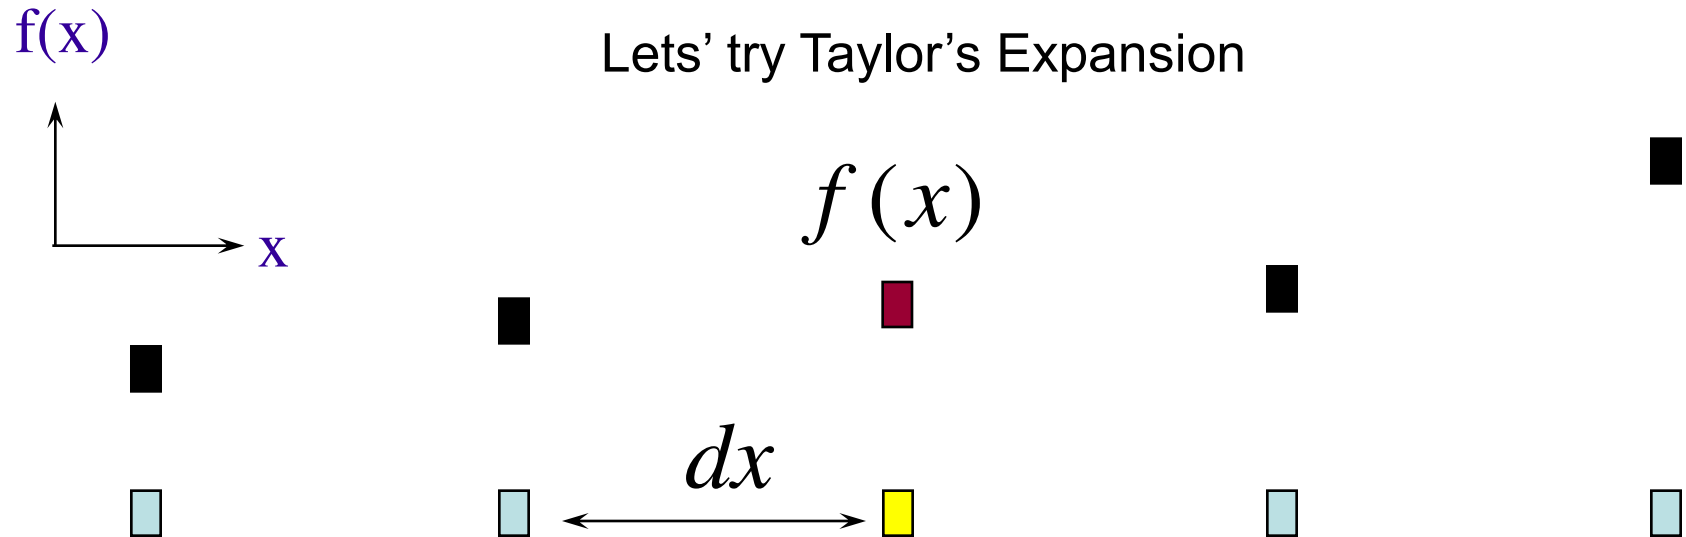 f(x)
Lets’ try Taylor’s Expansion
f (x)
x
dx